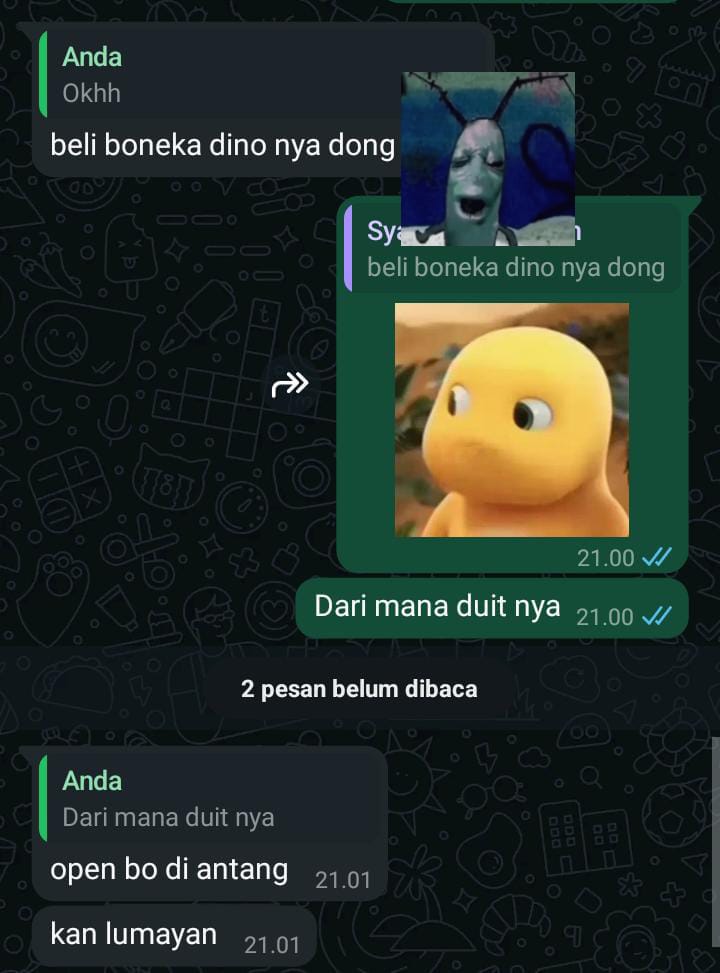 Anda
Okhh
beli boneka dino nya dong
beli boneka dino nya dong
21.00
Dari mana duit nya 21.00
2 pesan belum dibaca
Anda
Dari mana duit nya
open bo di antang 21.01
kan lumayan 21.01